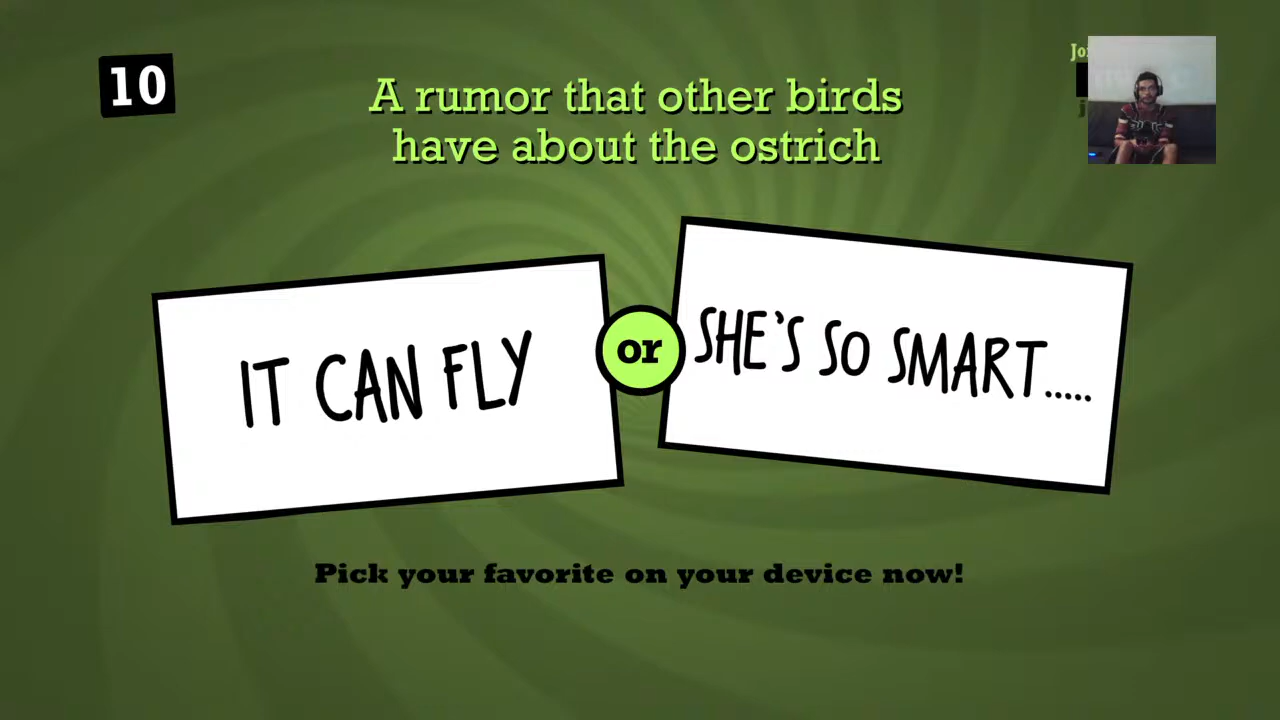 10
A rumor that other birds
have about the ostrich
IT CAN FLY
or
SHE'S SO SMART.....
Pick your favorite on your device now!